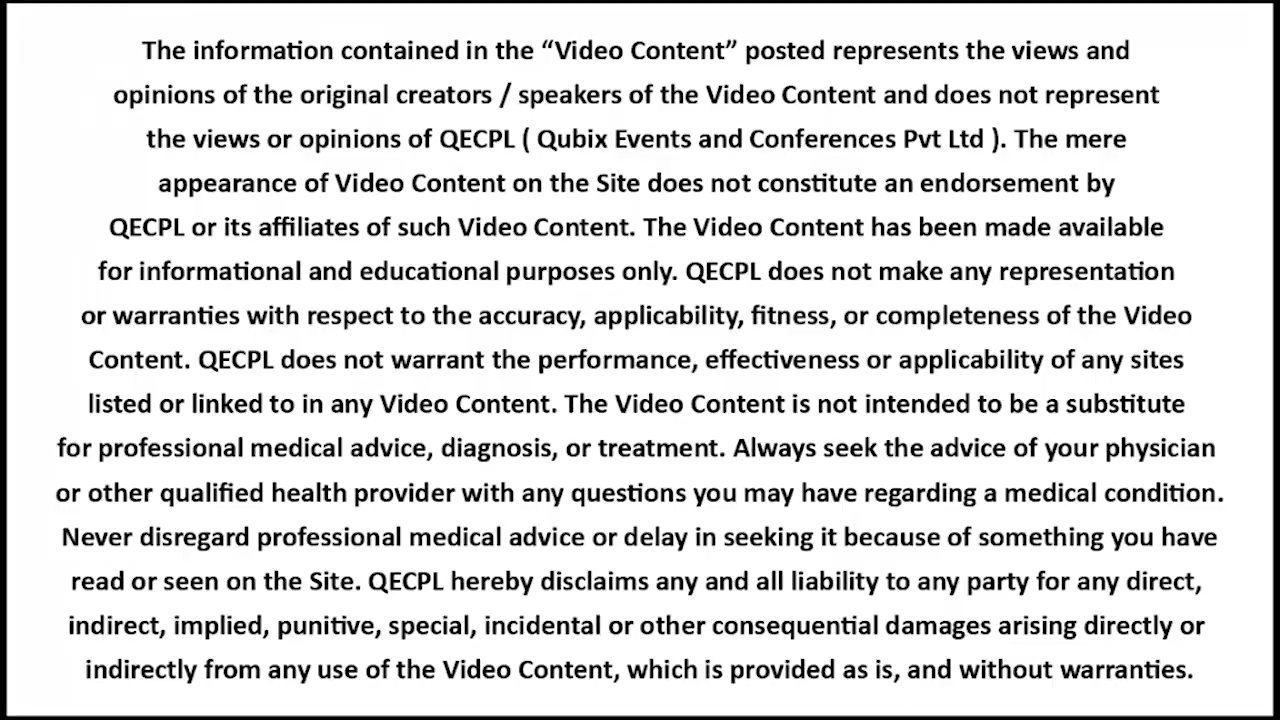 The information contained in the “Video Content” posted represents the views and
opinions of the original creators / speakers of the Video Content and does not represent
the views or opinions of QECPL ( Qubix Events and Conferences Pvt Ltd ). The mere
appearance of Video Content on the Site does not constitute an endorsement by
QECPL or its affiliates of such Video Content. The Video Content has been made available
for informational and educational purposes only. QECPL does not make any representation
or warranties with respect to the accuracy, applicability, fitness, or completeness of the Video
Content. QECPL does not warrant the performance, effectiveness or applicability of any sites
listed or linked to in any Video Content. The Video Content is not intended to be a substitute
for professional medical advice, diagnosis, or treatment. Always seek the advice of your physician
or other qualified health provider with any questions you may have regarding a medical condition.
Never disregard professional medical advice or delay in seeking it because of something you have
read or seen on the Site. QECPL hereby disclaims any and all liability to any party for any direct,
indirect, implied, punitive, special, incidental or other consequential damages arising directly or
indirectly from any use of the Video Content, which is provided as is, and without warranties.